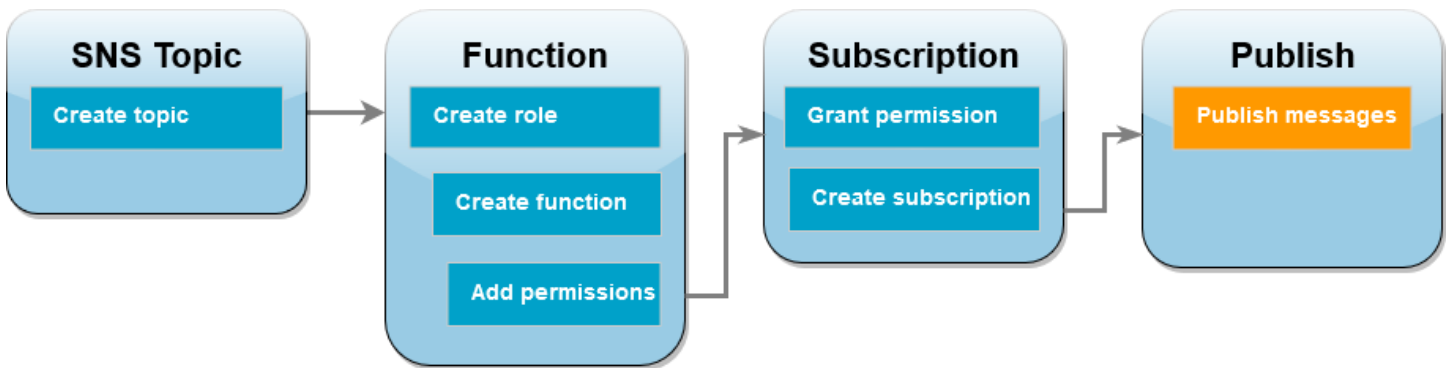 SNS Topic
Create topic
Function
Create role
Create function
Add permissions
Subscription
Grant permission
Create subscription
Publish
Publish messages